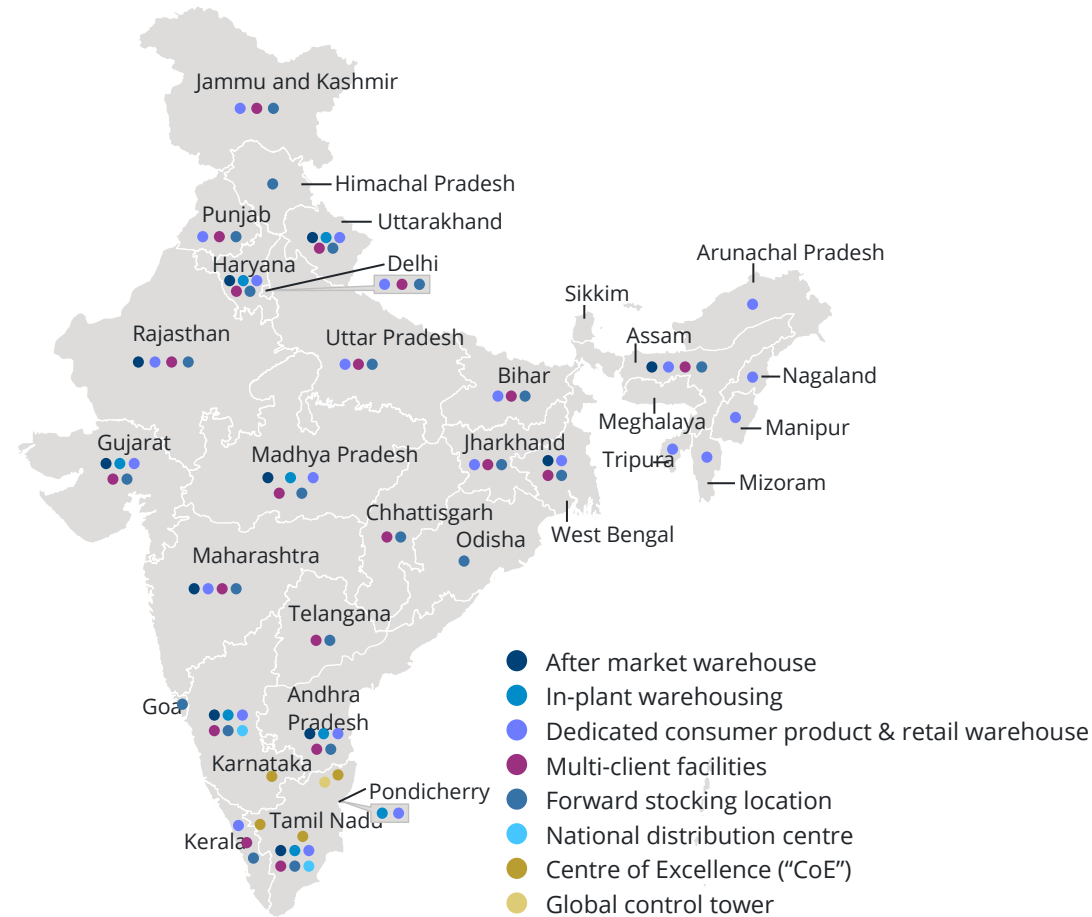 Jammu and Kashmir
Himachal Pradesh
Punjab
Uttarakhand
Haryana
Delhi
Arunachal Pradesh
Sikkim
Rajasthan
Uttar Pradesh
Assam
Bihar
Nagaland
Meghalaya
Manipur
Gujarat
Madhya Pradesh
Jharkhand
Tripura
Mizoram
Chhattisgarh
West Bengal
Odisha
Maharashtra
Telangana
Goa
Andhra
Pradesh
Karnataka
Pondicherry
Tamil Nadu
Kerala
After market warehouse
In-plant warehousing
Dedicated consumer product & retail warehouse
Multi-client facilities
Forward stocking location
National distribution centre
Centre of Excellence (“CoE”)
Global control tower